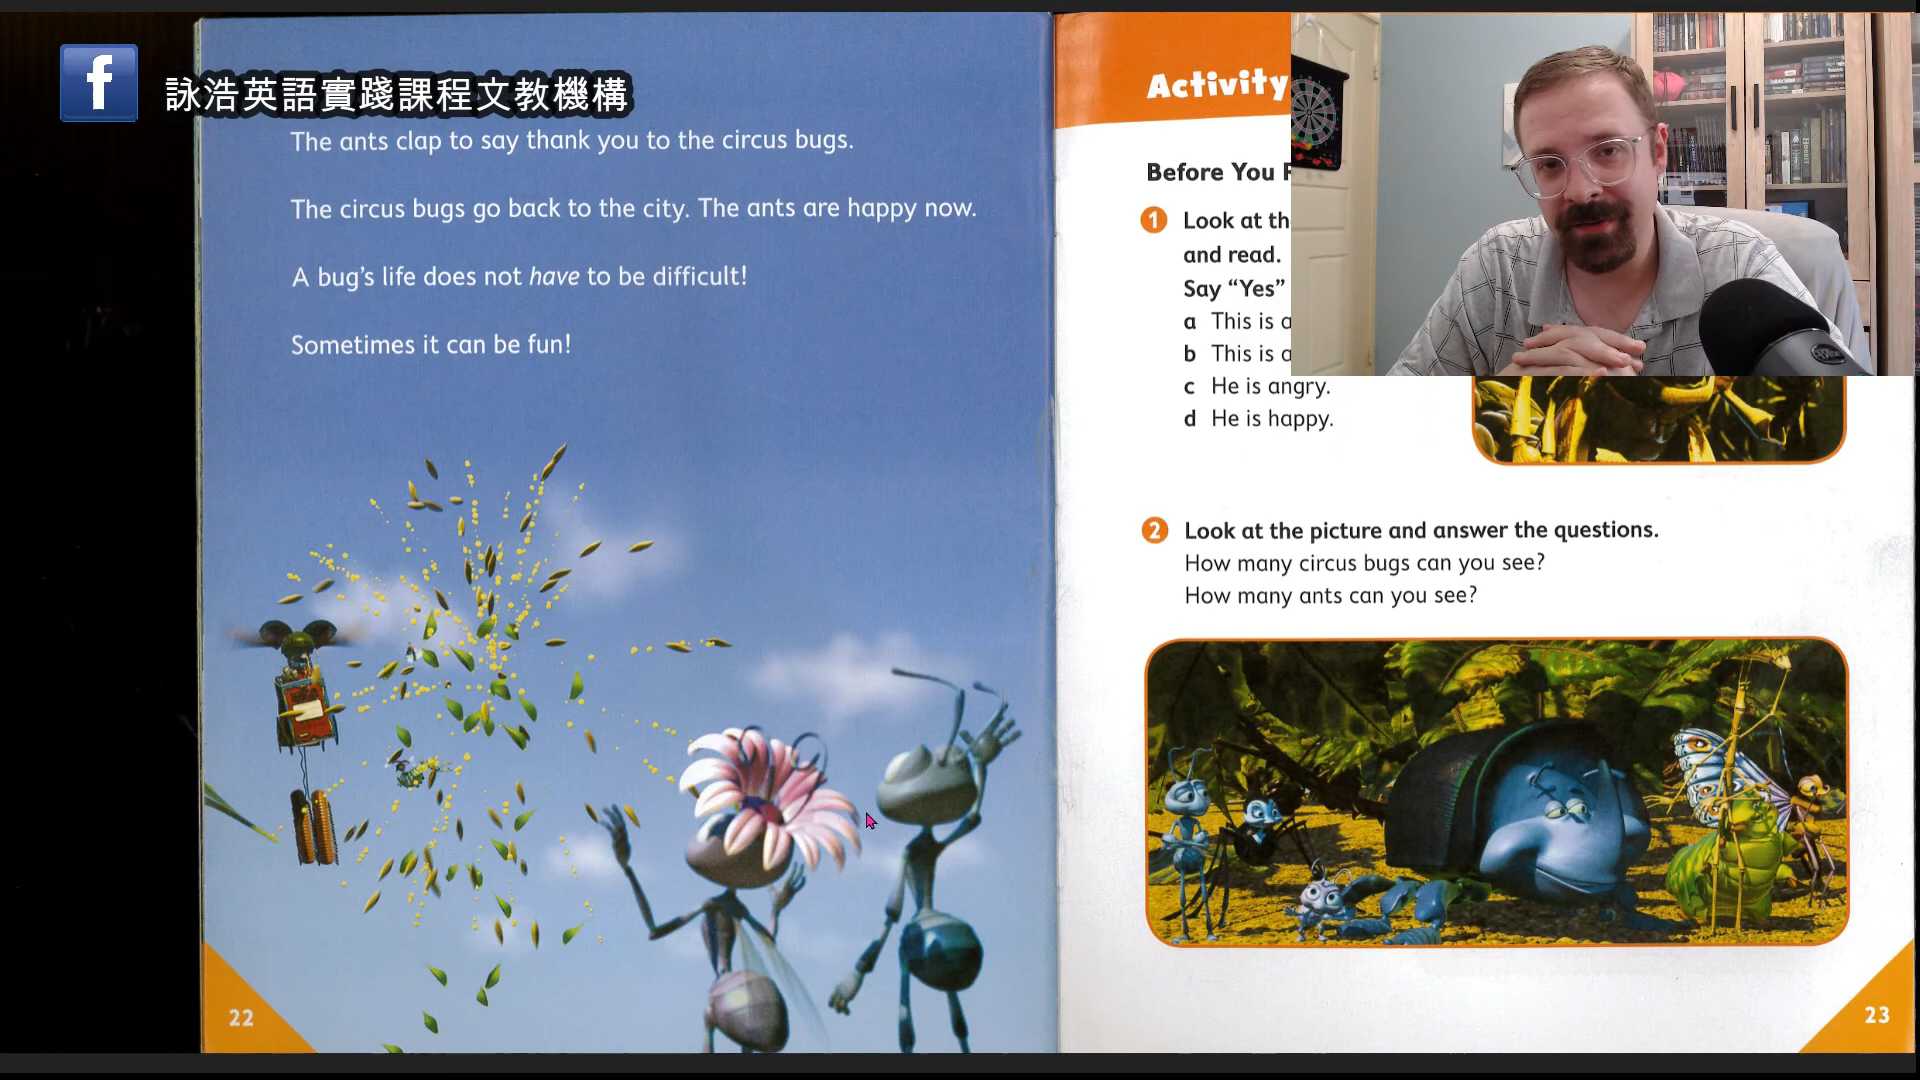 f
詠浩英語實踐課程文教機構
The ants clap to say thank you to the circus bugs.
The circus bugs go back to the city. The ants are happy now.
A bug's life does not have to be difficult!
Sometimes it can be fun!
22
Activity
Before You
1 Look at
and read.
Say “Yes”
a This is
b This is
c He is angry.
d He is happy.
2 Look at the picture and answer the questions.
How many circus bugs can you see?
How many ants can you see?
23